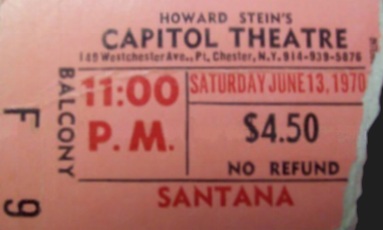 HOWARD STEIN'S
CAPITOL THEATRE
149 Westchester Ave., Pt. Chester, N.Y. 914-939-5876
11:00
P.M.
SATURDAY JUNE 13, 1970
$4.50
NO REFUND
SANTANA
BALCONY
F 9